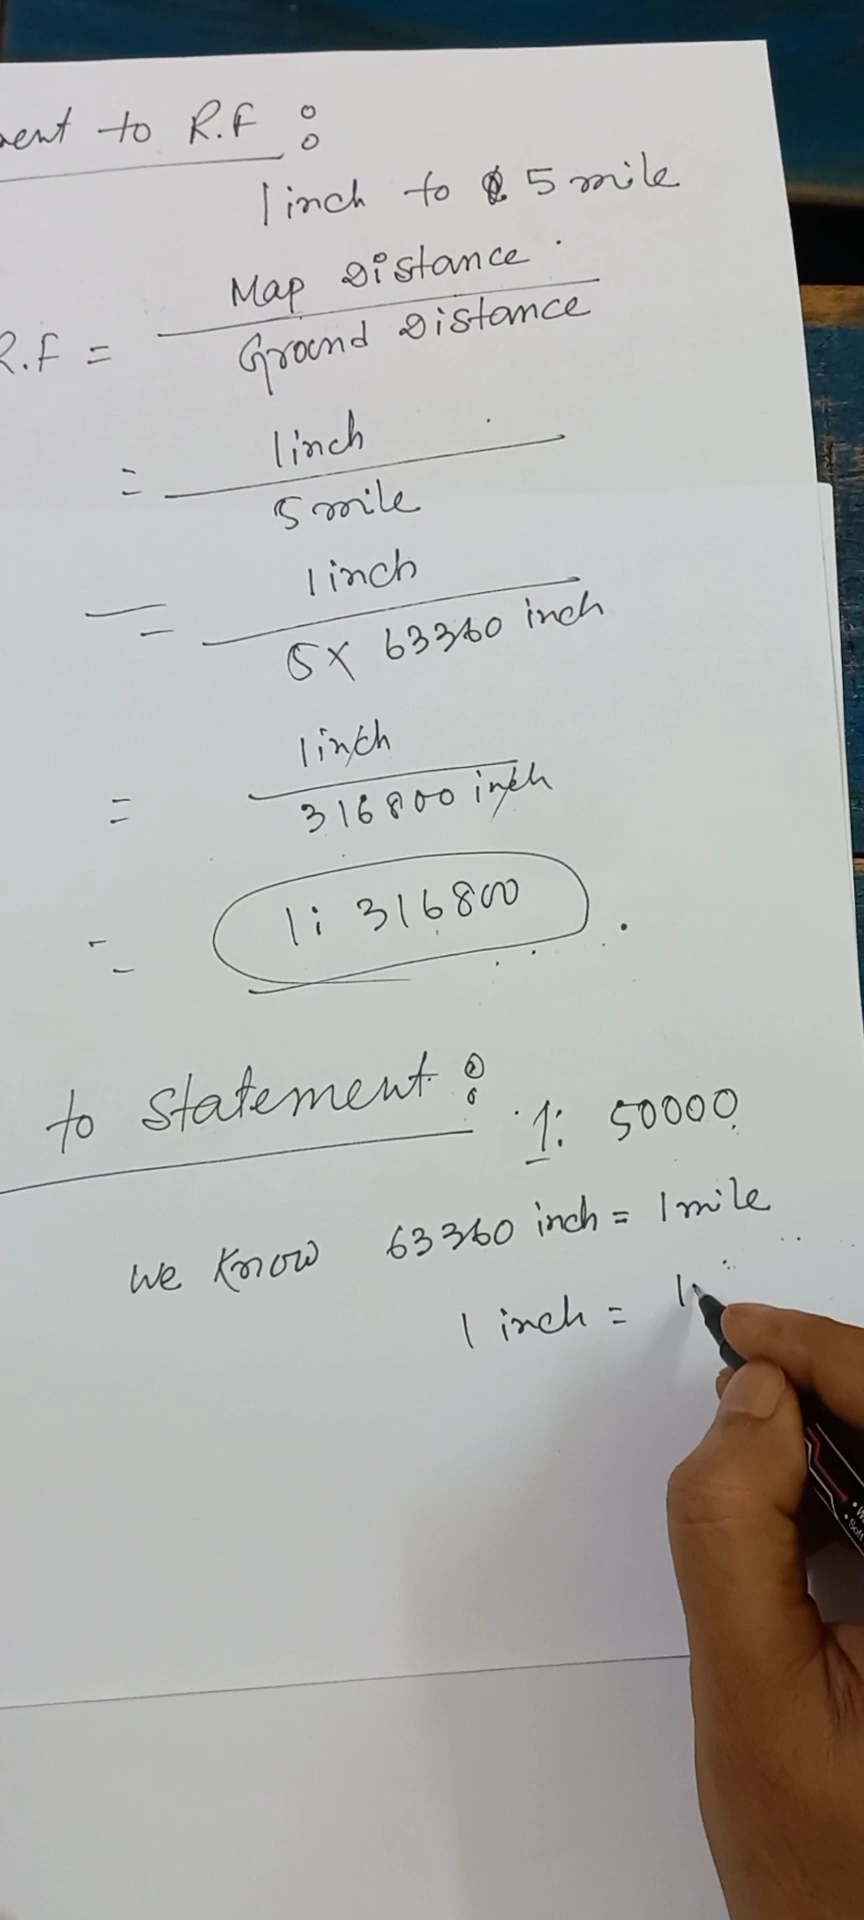 ent to R.F :
1 inch to 5 mile
R.F = Map Distance
Ground Distance
= 1 inch
5 mile
= 1 inch
5 X 63360 inch
= 1 inch
316800 inch
= 1: 316800
to Statement :
1: 50000
We Know 63360 inch = 1 mile
1 inch = 1